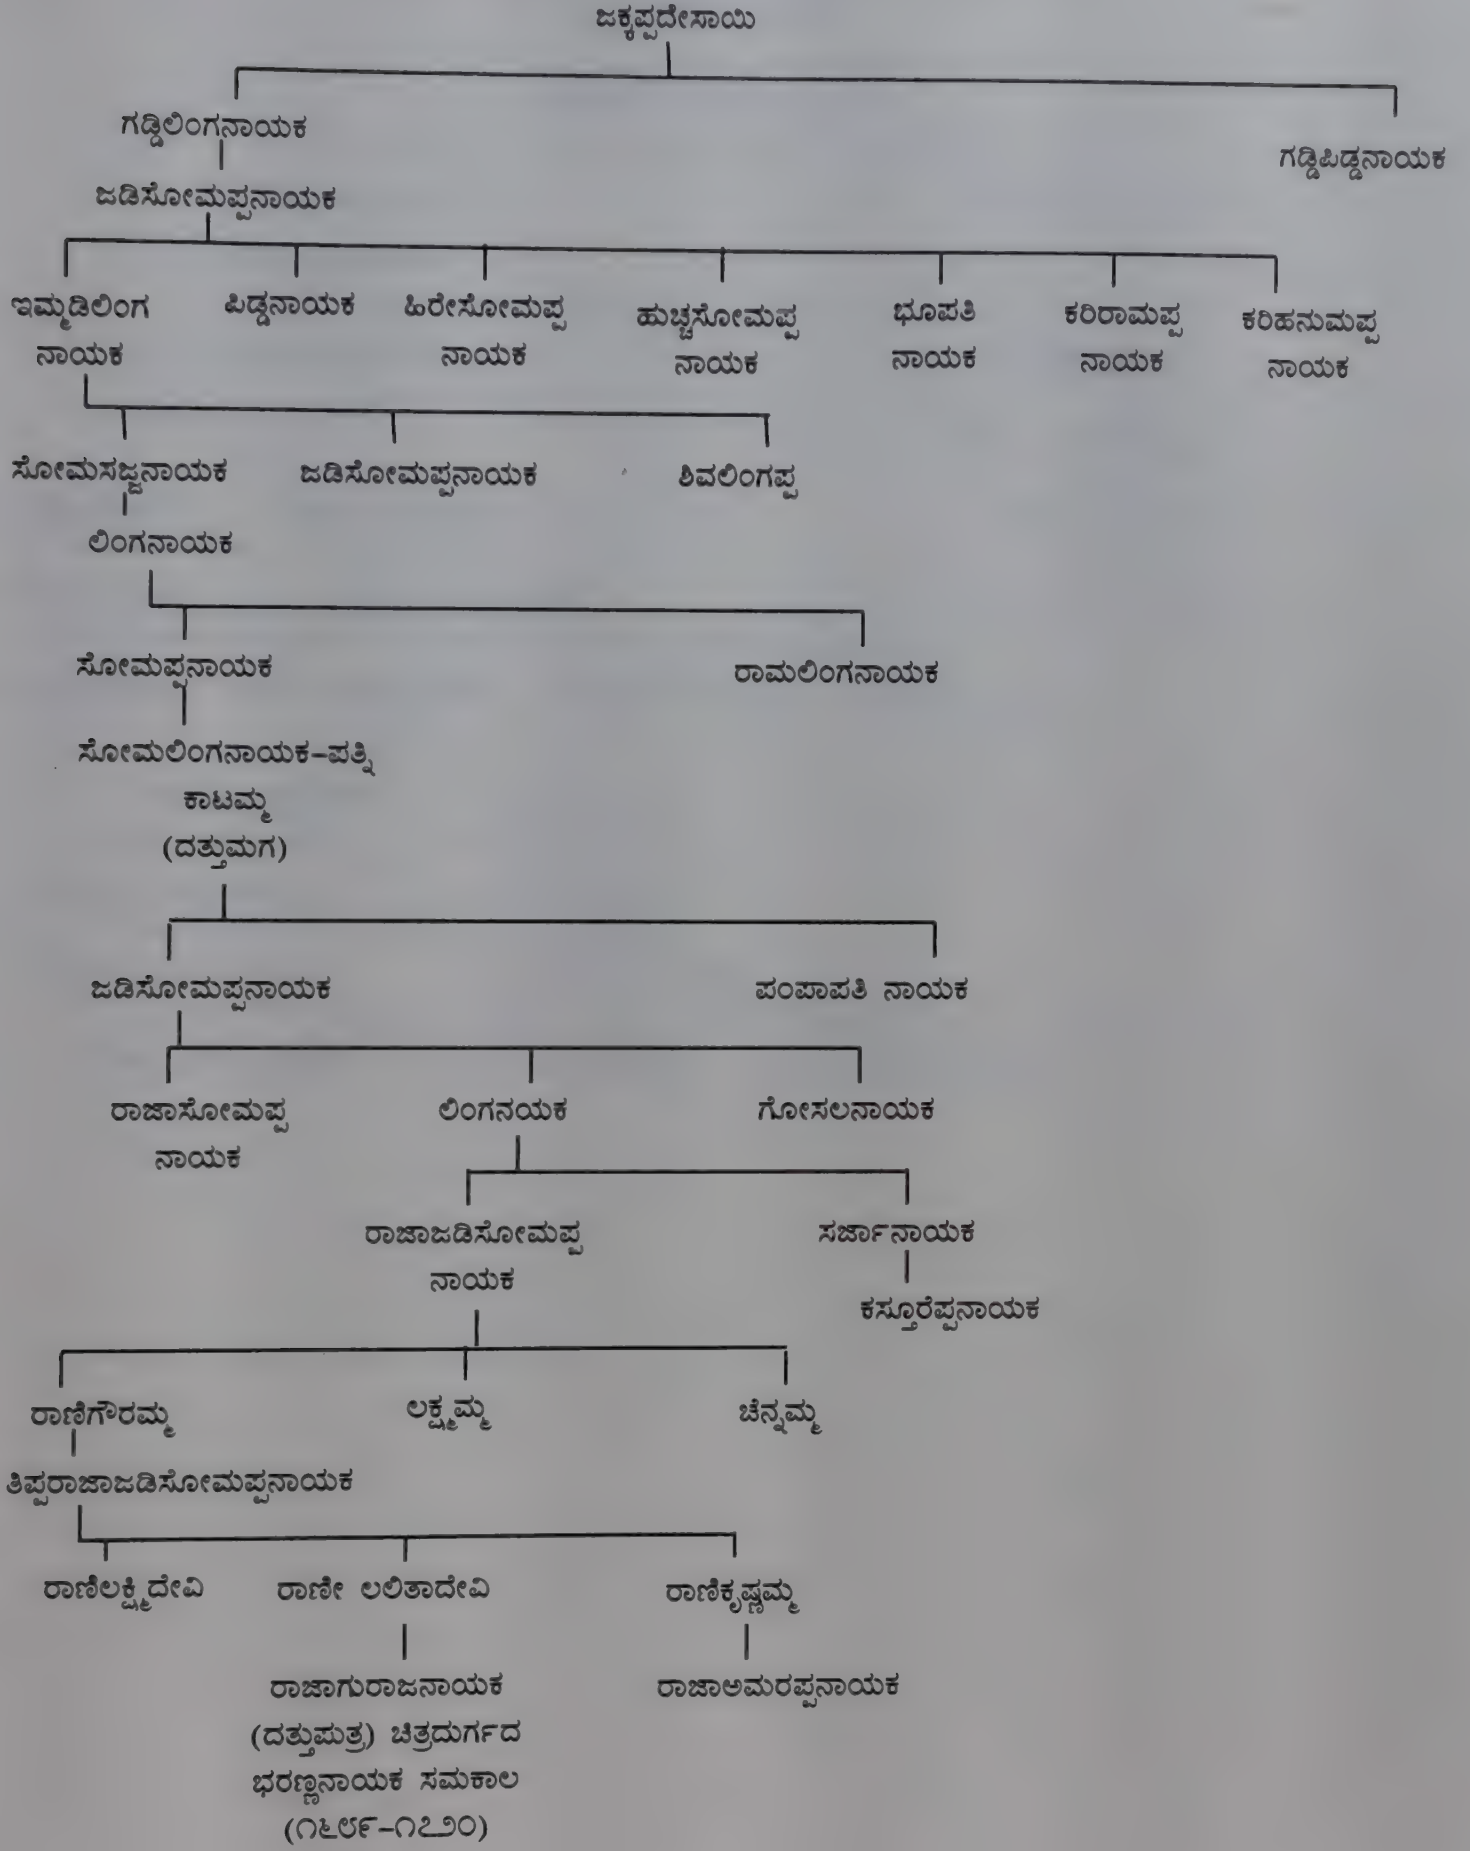 ಜಕ್ಕಪ್ಪದೇಸಾಯಿ
ಗಡ್ಡಿಲಿಂಗನಾಯಕ
ಗಡ್ಡಿಪಿಡ್ಡನಾಯಕ
ಜಡಿಸೋಮಪ್ಪನಾಯಕ
ಇಮ್ಮಡಿಲಿಂಗ ಪಿಡ್ಡನಾಯಕ ಹಿರೇಸೋಮಪ್ಪ ಹುಚ್ಚಸೋಮಪ್ಪ ಭೂಪತಿ ಕರಿರಾಮಪ್ಪ ಕರಿಹನುಮಪ್ಪ
ನಾಯಕ ನಾಯಕ ನಾಯಕ ನಾಯಕ ನಾಯಕ ನಾಯಕ
ಸೋಮಸಜ್ಜನಾಯಕ ಜಡಿಸೋಮಪ್ಪನಾಯಕ ಶಿವಲಿಂಗಪ್ಪ
ಲಿಂಗನಾಯಕ
ಸೋಮಪ್ಪನಾಯಕ ರಾಮಲಿಂಗನಾಯಕ
ಸೋಮಲಿಂಗನಾಯಕ–ಪತ್ನಿ
ಕಾಟಮ್ಮ
(ದತ್ತುಮಗ)
ಜಡಿಸೋಮಪ್ಪನಾಯಕ ಪಂಪಾಪತಿ ನಾಯಕ
ರಾಜಾಸೋಮಪ್ಪ ಲಿಂಗನಯಕ ಗೋಸಲನಾಯಕ
ನಾಯಕ
ರಾಜಾಜಡಿಸೋಮಪ್ಪ ಸರ್ಜಾನಾಯಕ
ನಾಯಕ
ಕಸ್ತೂರೆಪ್ಪನಾಯಕ
ರಾಣಿಗೌರಮ್ಮ ಲಕ್ಷ್ಮಮ್ಮ ಚೆನ್ನಮ್ಮ
ತಿಪ್ಪರಾಜಾಜಡಿಸೋಮಪ್ಪನಾಯಕ
ರಾಣಿಲಕ್ಷ್ಮಿದೇವಿ ರಾಣೀ ಲಲಿತಾದೇವಿ ರಾಣಿಕೃಷ್ಣಮ್ಮ
ರಾಜಾಗುರಾಜನಾಯಕ ರಾಜಾಅಮರಪ್ಪನಾಯಕ
(ದತ್ತುಪುತ್ರ) ಚಿತ್ರದುರ್ಗದ
ಭರಣ್ಣನಾಯಕ ಸಮಕಾಲ
(೧೬೮೯–೧೭೨೦)